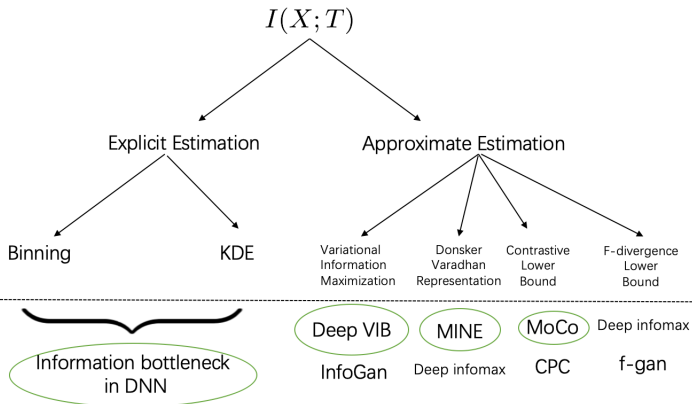 I(X;T)
Explicit Estimation
Approximate Estimation
Binning
KDE
Variational
Information
Maximization
Donsker
Varadhan
Representation
Contrastive
Lower
Bound
F-divergence
Lower
Bound
Information bottleneck
in DNN
Deep VIB
InfoGan
MINE
Deep infomax
MoCo
CPC
Deep infomax
f-gan